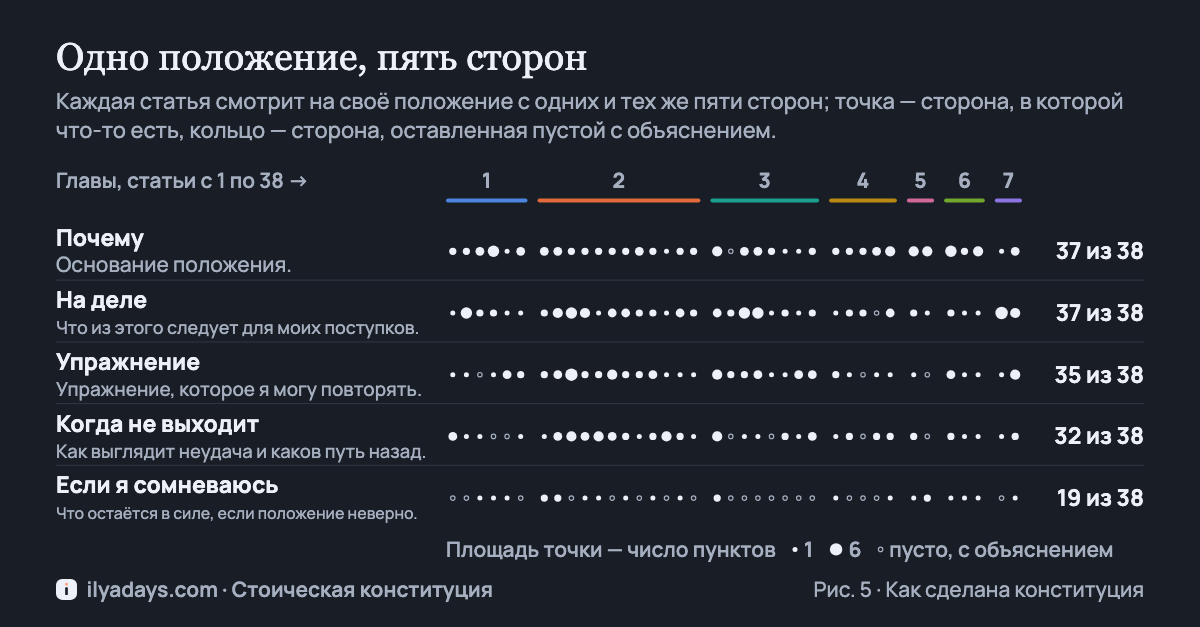 Одно положение, пять сторон
Каждая статья смотрит на своё положение с одних и тех же пяти сторон; точка — сторона, в которой
что-то есть, кольцо — сторона, оставленная пустой с объяснением.
Главы, статьи с 1 по 38 → 1 2 3 4 5 6 7
Почему 37 из 38
Основание положения.
На деле 37 из 38
Что из этого следует для моих поступков.
Упражнение 35 из 38
Упражнение, которое я могу повторять.
Когда не выходит 32 из 38
Как выглядит неудача и каков путь назад.
Если я сомневаюсь 19 из 38
Что остаётся в силе, если положение неверно.
Площадь точки — число пунктов 1 6 пусто, с объяснением
i ilyadays.com · Стоическая конституция Рис. 5 · Как сделана конституция